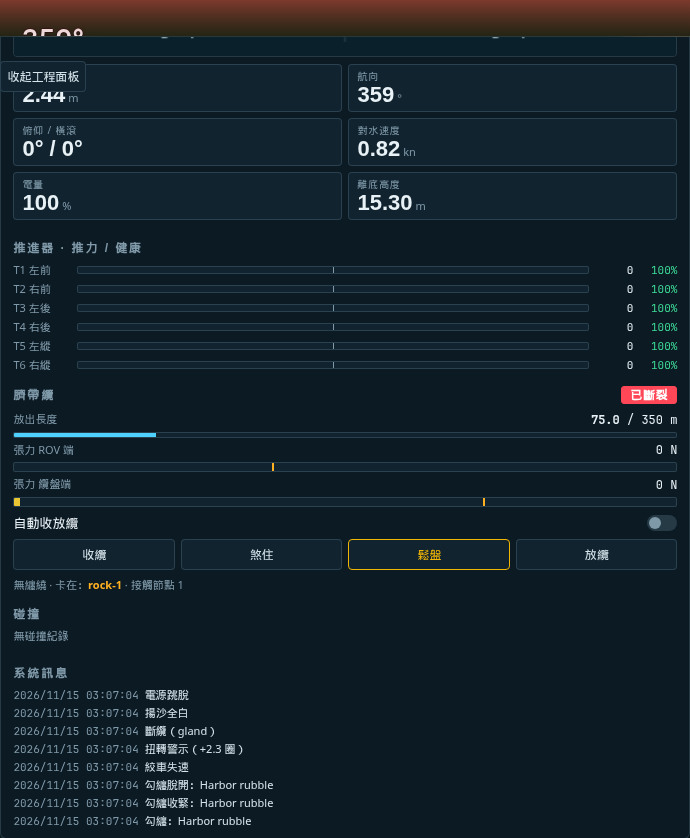 收起工程面板
2.44 m
航向
359 °
俯仰 / 橫滾
0° / 0°
對水速度
0.82 kn
電量
100 %
離底高度
15.30 m
推進器 · 推力 / 健康
T1 左前 0 100%
T2 右前 0 100%
T3 左後 0 100%
T4 右後 0 100%
T5 左縱 0 100%
T6 右縱 0 100%
臍帶纜 已斷裂
放出長度 75.0 / 350 m
張力 ROV 端 0 N
張力 纜盤端 0 N
自動收放纜
收纜 煞住 鬆盤 放纜
無纏繞 · 卡在: rock-1 · 接觸節點 1
碰撞
無碰撞紀錄
系統訊息
2026/11/15 03:07:04 電源跳脫
2026/11/15 03:07:04 揚沙全白
2026/11/15 03:07:04 斷纜 ( gland )
2026/11/15 03:07:04 扭轉警示 ( +2.3 圈 )
2026/11/15 03:07:04 絞車失速
2026/11/15 03:07:04 勾纏脫開: Harbor rubble
2026/11/15 03:07:04 勾纏收緊: Harbor rubble
2026/11/15 03:07:04 勾纏: Harbor rubble